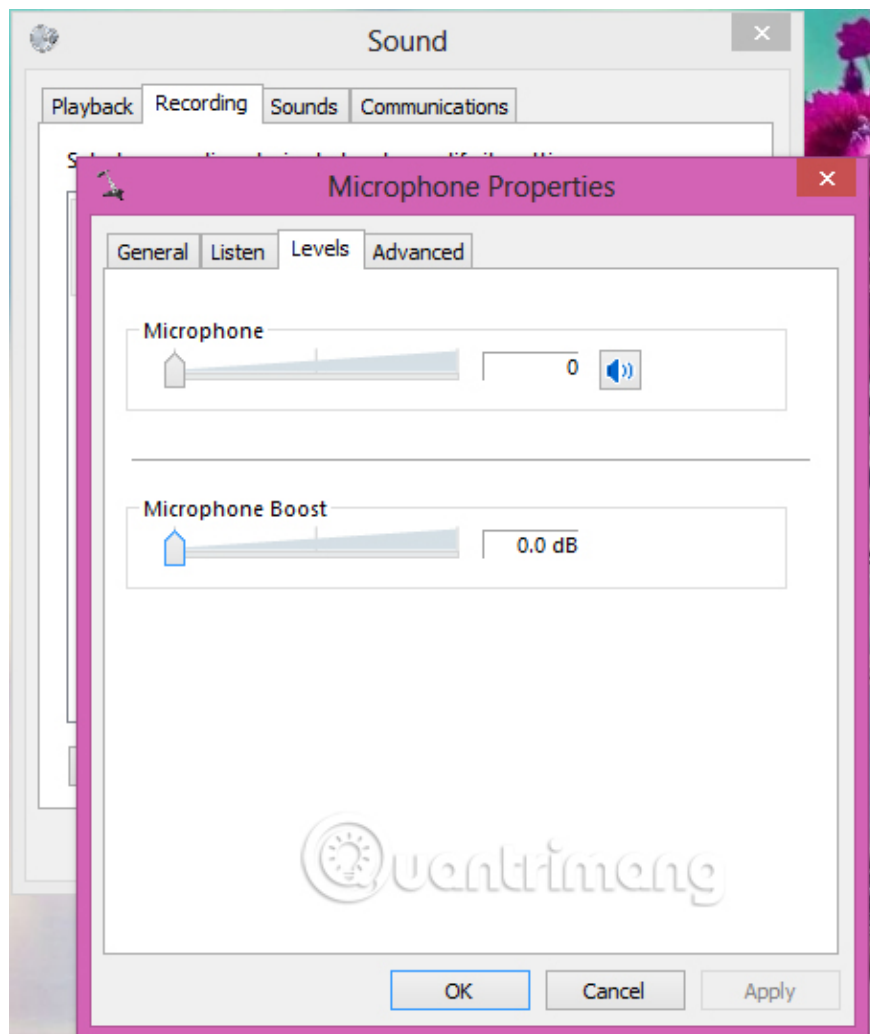 Sound
Playback Recording Sounds Communications
Microphone Properties
General Listen Levels Advanced
Microphone
0
Microphone Boost
0.0 dB
Quantrimang
OK Cancel Apply